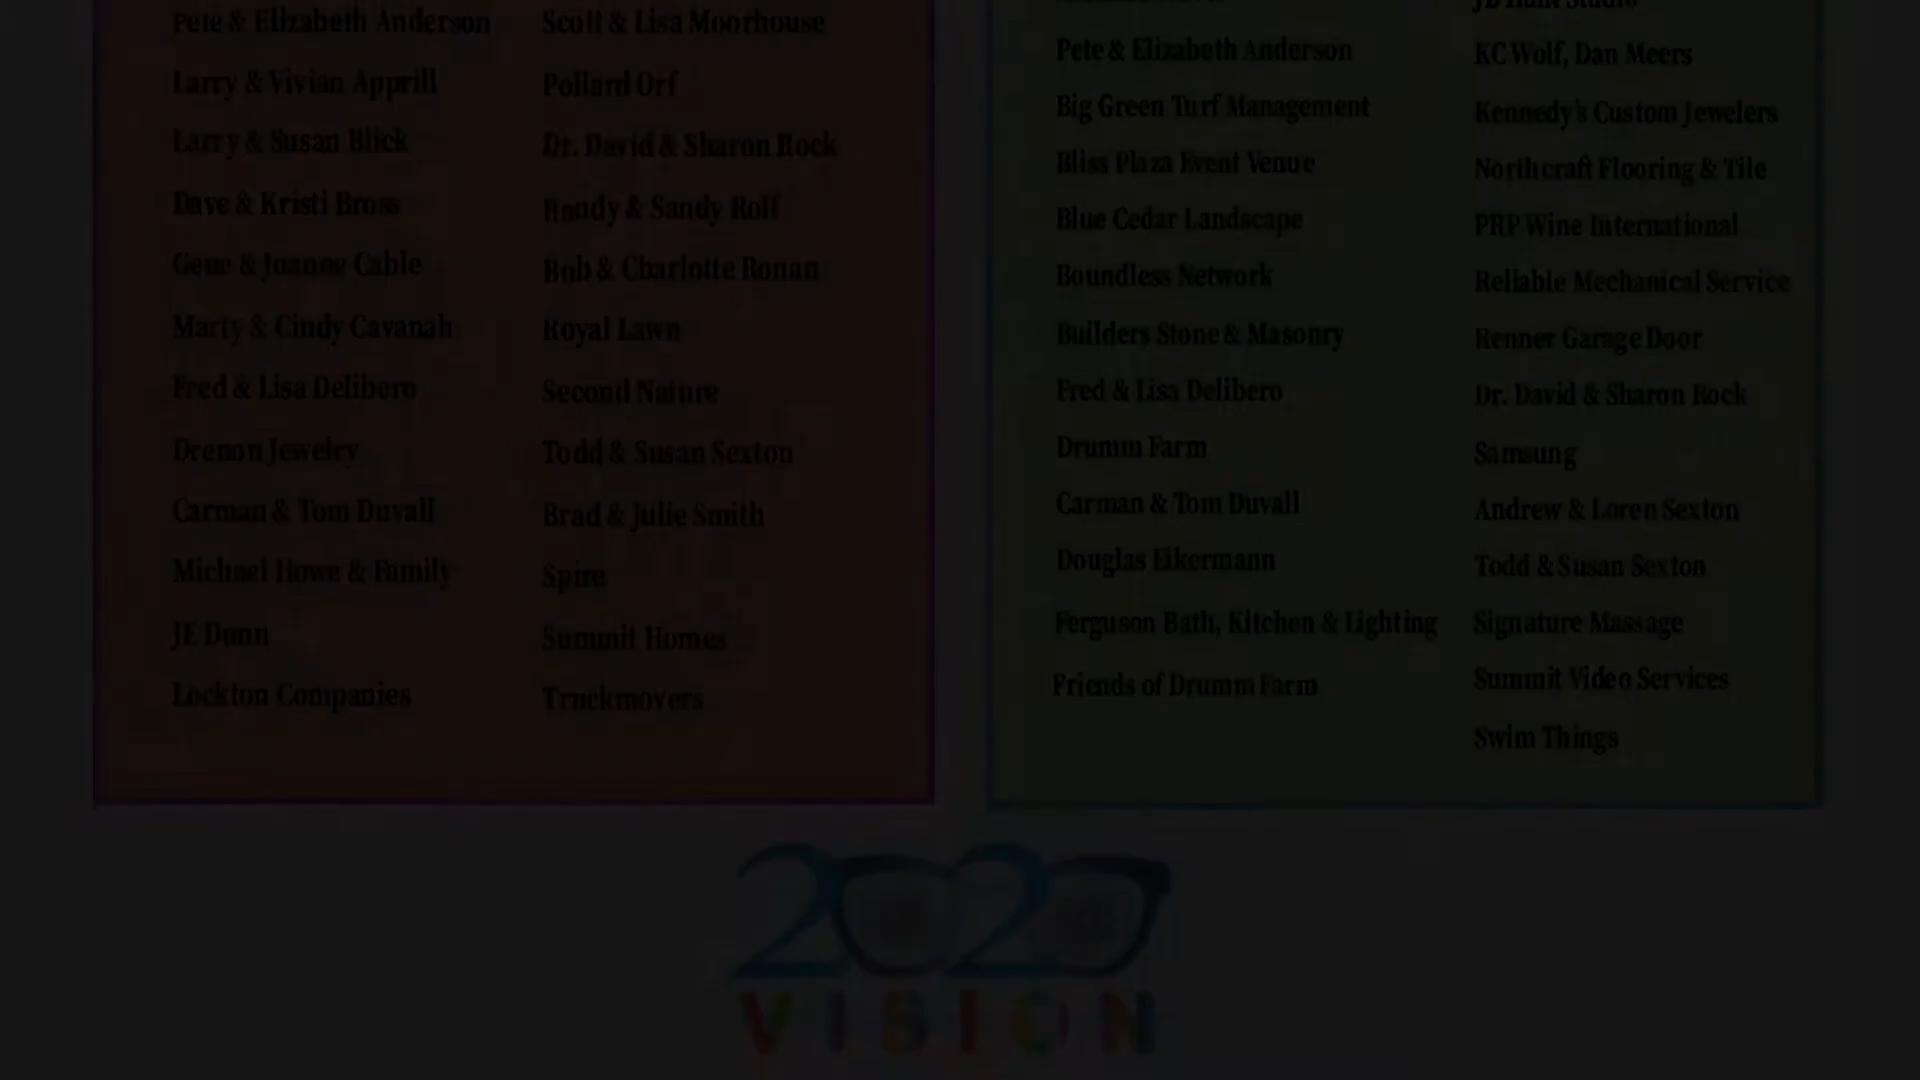 Pete & Elizabeth Anderson
Larry & Vivian Apprill
Larry & Susan Blick
Dave & Kristi Bross
Gene & Joanne Cable
Marty & Cindy Cavanah
Fred & Lisa Delibero
Drenon Jewelry
Carman & Tom Duvall
Michael Howe & Family
JE Dunn
Lockton Companies
Scott & Lisa Moorhouse
Pollard Orf
Dr. David & Sharon Rock
Randy & Sandy Rolf
Bob & Charlotte Ronan
Royal Lawn
Second Nature
Todd & Susan Sexton
Brad & Julie Smith
Spire
Summit Homes
Truckmovers
Pete & Elizabeth Anderson
Big Green Turf Management
Bliss Plaza Event Venue
Blue Cedar Landscape
Boundless Network
Builders Stone & Masonry
Fred & Lisa Delibero
Drumm Farm
Carman & Tom Duvall
Douglas Eikermann
Ferguson Bath, Kitchen & Lighting
Friends of Drumm Farm
JB Hunt Studio
KC Wolf, Dan Meers
Kennedy's Custom Jewelers
Northcraft Flooring & Tile
PRP Wine International
Reliable Mechanical Service
Renner Garage Door
Dr. David & Sharon Rock
Samsung
Andrew & Loren Sexton
Todd & Susan Sexton
Signature Massage
Summit Video Services
Swim Things
2020
VISION